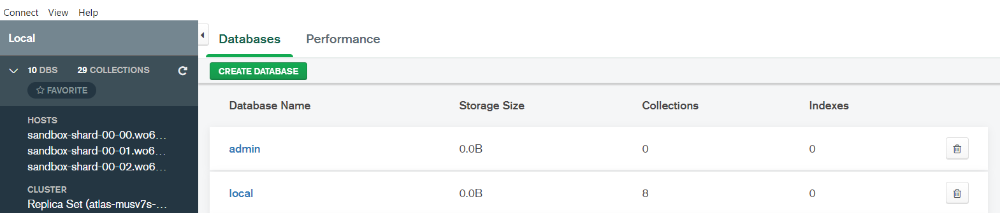 Connect View Help
Local
Databases Performance
10 DBS 29 COLLECTIONS
FAVORITE
CREATE DATABASE
HOSTS
sandbox-shard-00-00.wo6...
sandbox-shard-00-01.wo6...
sandbox-shard-00-02.wo6...
CLUSTER
Replica Set (atlas-musv7s-...
Database Name Storage Size Collections Indexes
admin 0.0B 0 0
local 0.0B 8 0